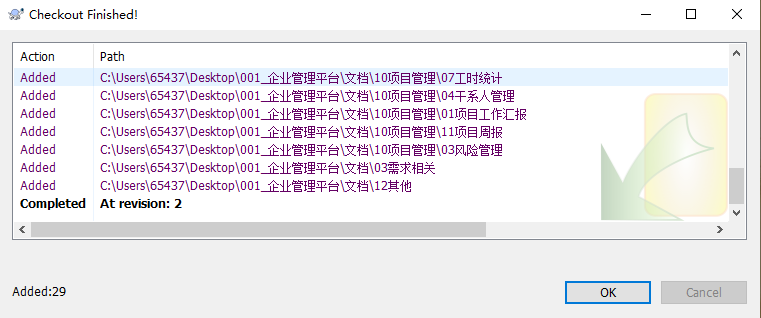 Checkout Finished!
Action Path
Added C:\Users\65437\Desktop\001_企业管理平台\文档\10项目管理\07工时统计
Added C:\Users\65437\Desktop\001_企业管理平台\文档\10项目管理\04干系人管理
Added C:\Users\65437\Desktop\001_企业管理平台\文档\10项目管理\01项目工作汇报
Added C:\Users\65437\Desktop\001_企业管理平台\文档\10项目管理\11项目周报
Added C:\Users\65437\Desktop\001_企业管理平台\文档\10项目管理\03风险管理
Added C:\Users\65437\Desktop\001_企业管理平台\文档\03需求相关
Added C:\Users\65437\Desktop\001_企业管理平台\文档\12其他
Completed At revision: 2
Added:29
OK Cancel